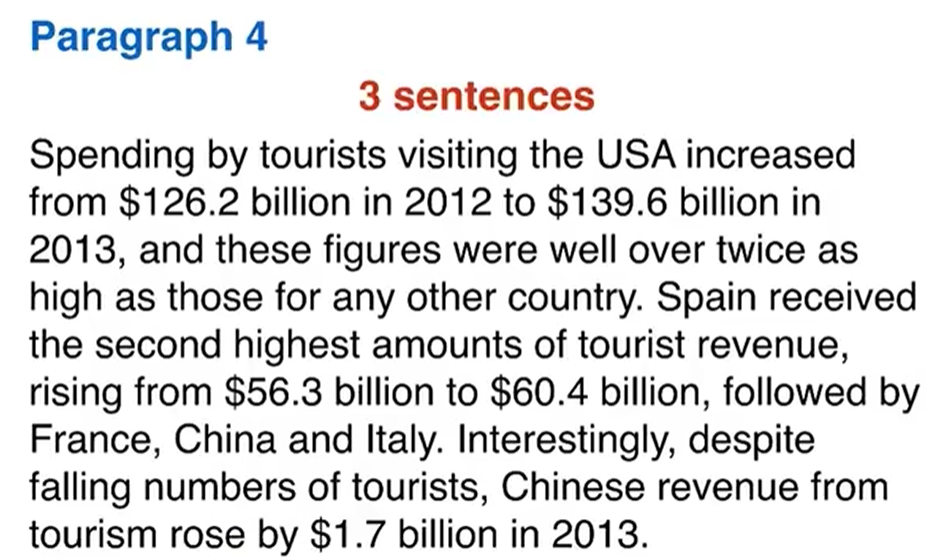 Paragraph 4
3 sentences
Spending by tourists visiting the USA increased
from $126.2 billion in 2012 to $139.6 billion in
2013, and these figures were well over twice as
high as those for any other country. Spain received
the second highest amounts of tourist revenue,
rising from $56.3 billion to $60.4 billion, followed by
France, China and Italy. Interestingly, despite
falling numbers of tourists, Chinese revenue from
tourism rose by $1.7 billion in 2013.